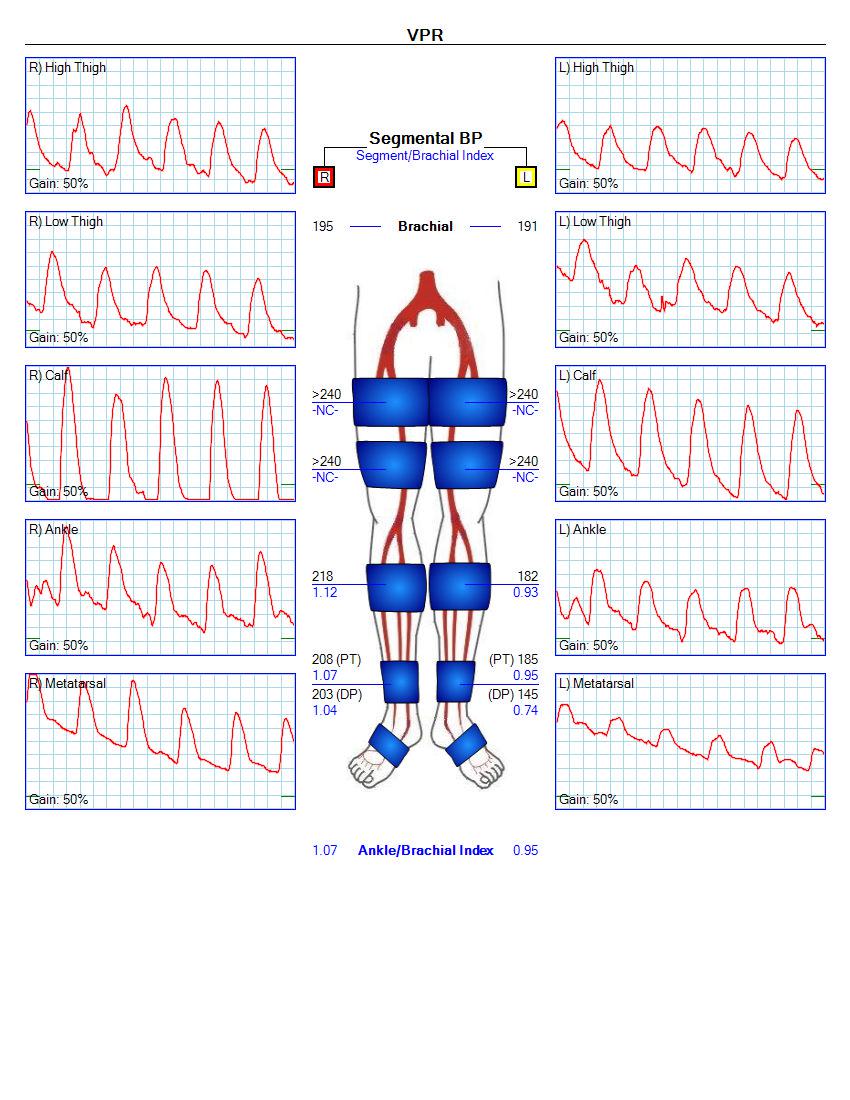 VPR
R) High Thigh
Gain: 50%
L) High Thigh
Gain: 50%
Segmental BP
Segment/Brachial Index
R
L
195 Brachial 191
R) Low Thigh
Gain: 50%
L) Low Thigh
Gain: 50%
R) Calf
Gain: 50%
L) Calf
Gain: 50%
>240 >240
-NC- -NC-
>240 >240
-NC- -NC-
R) Ankle
Gain: 50%
L) Ankle
Gain: 50%
218 182
1.12 0.93
208 (PT) (PT) 185
1.07 0.95
203 (DP) (DP) 145
1.04 0.74
R) Metatarsal
Gain: 50%
L) Metatarsal
Gain: 50%
1.07 Ankle/Brachial Index 0.95